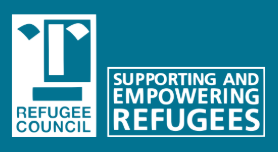 REFUGEE
COUNCIL
SUPPORTING AND
EMPOWERING
REFUGEES